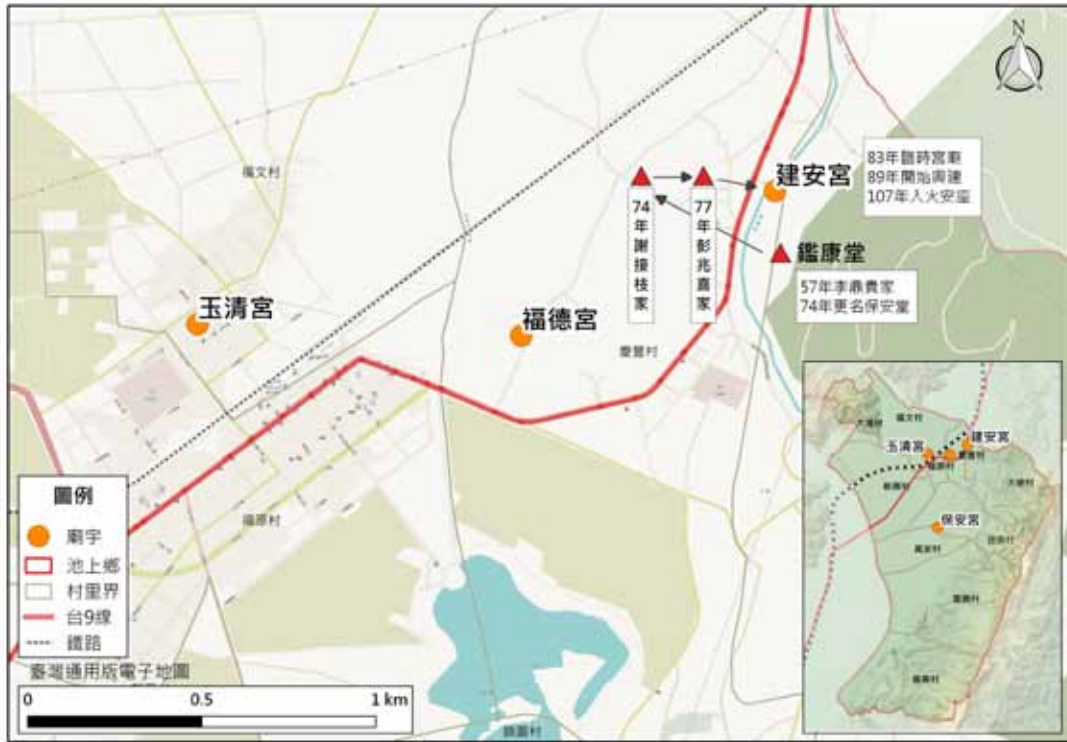 N
福文村
建安宮
83年臨時宮廟
89年開始興建
107年入火安座
74年謝接枝家
77年彭兆嘉家
鑑康堂
57年李鼎貴家
74年更名保安堂
玉清宮
福德宮
慶豐村
福原村
圖例
廟宇
池上鄉
村里界
台9線
鐵路
臺灣通用版電子地圖
0 0.5 1 km
錦園村
福文村
建安宮
玉清宮
保安宮